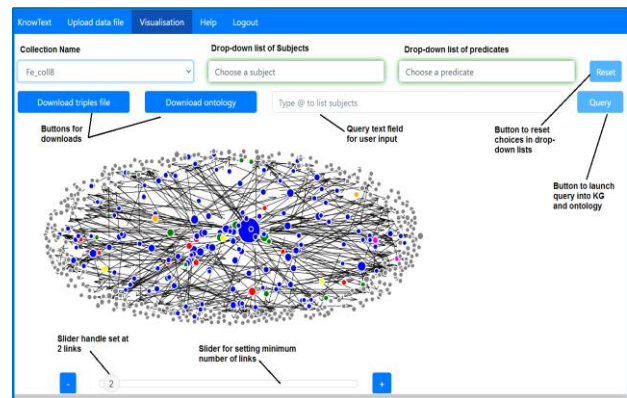 KnowText Upload data file Visualisation Help Logout
Collection Name Drop-down list of Subjects Drop-down list of predicates
Fe_coll8 Choose a subject Choose a predicate Reset
Download triples file Download ontology Type @ to list subjects Query
Buttons for
downloads
Query text field
for user input
Button to reset
choices in drop-
down lists
Button to launch
query into KG
and ontology
Slider handle set at
2 links
Slider for setting minimum
number of links
- 2 +